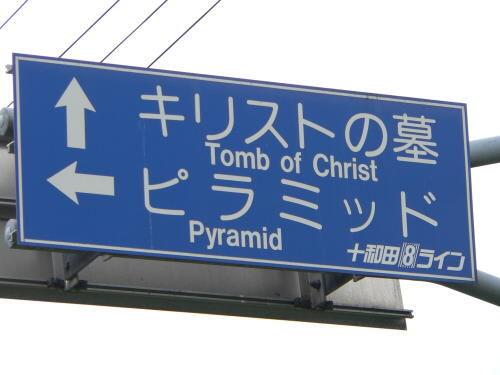 キリストの墓
Tomb of Christ
ピラミッド
Pyramid
十和田8ライン